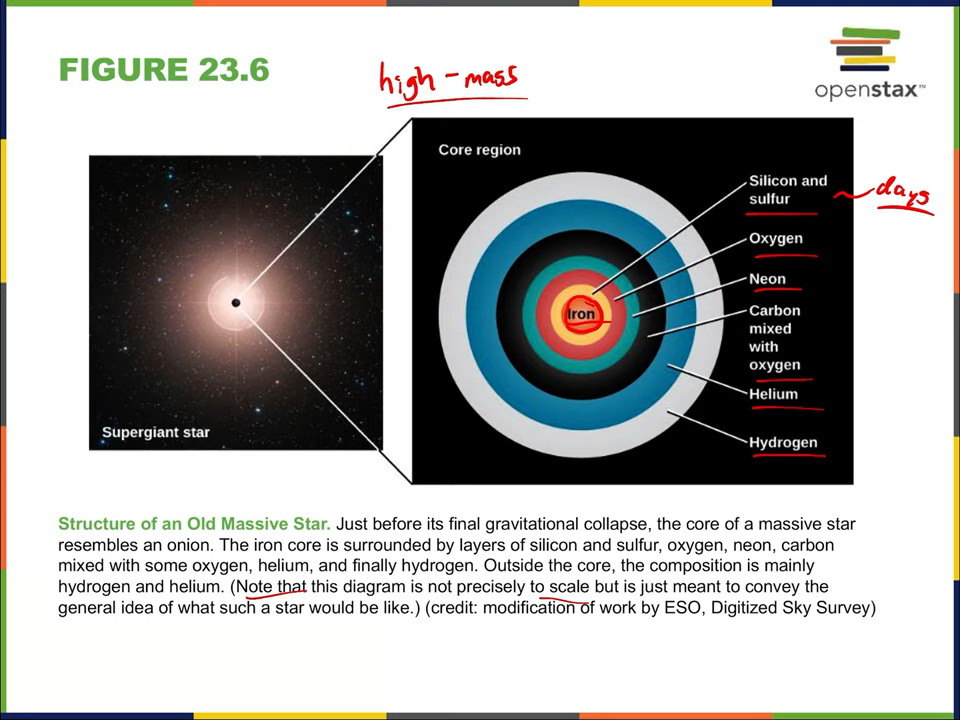 FIGURE 23.6
high-mass
openstax™
Core region
Silicon and
sulfur
~ days
Oxygen
Neon
Iron
Carbon
mixed
with
oxygen
Helium
Hydrogen
Supergiant star
Structure of an Old Massive Star. Just before its final gravitational collapse, the core of a massive star
resembles an onion. The iron core is surrounded by layers of silicon and sulfur, oxygen, neon, carbon
mixed with some oxygen, helium, and finally hydrogen. Outside the core, the composition is mainly
hydrogen and helium. (Note that this diagram is not precisely to scale but is just meant to convey the
general idea of what such a star would be like.) (credit: modification of work by ESO, Digitized Sky Survey)